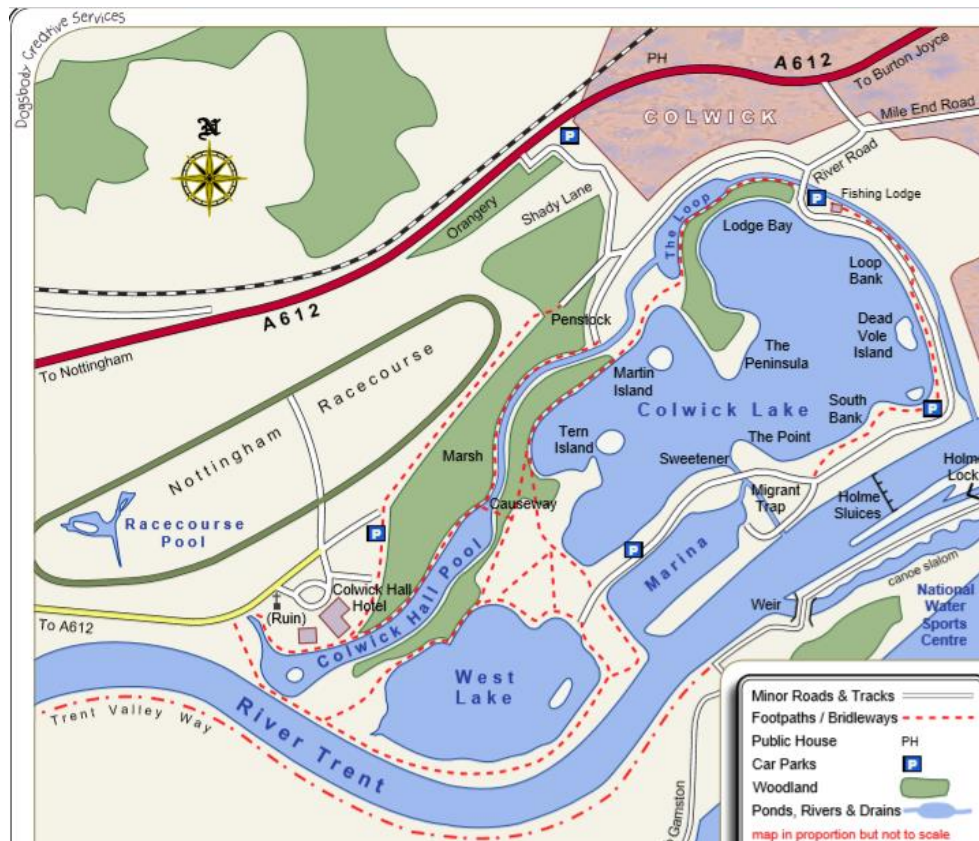 Dogsbody Creative Services
N
PH
A612
To Burton Joyce
COLWICK
Mile End Road
P
River Road
Shady Lane
Orangery
The Loop
P
Fishing Lodge
Lodge Bay
Loop
Bank
A612
To Nottingham
Penstock
Dead
Vole
Island
The
Peninsula
Martin
Island
Nottingham Racecourse
Colwick Lake
South
Bank
P
Tern
Island
The Point
Marsh
Sweetener
Holme
Lock
Migrant
Trap
Holme
Sluices
Causeway
Racecourse
Pool
P
P
Marina
canoe slalom
Colwick Hall
Hotel
Colwick Hall Pool
(Ruin)
Weir
National
Water
Sports
Centre
To A612
West
Lake
River Trent
Trent Valley Way
Gamston
Minor Roads & Tracks
Footpaths / Bridleways
Public House PH
Car Parks P
Woodland
Ponds, Rivers & Drains
map in proportion but not to scale